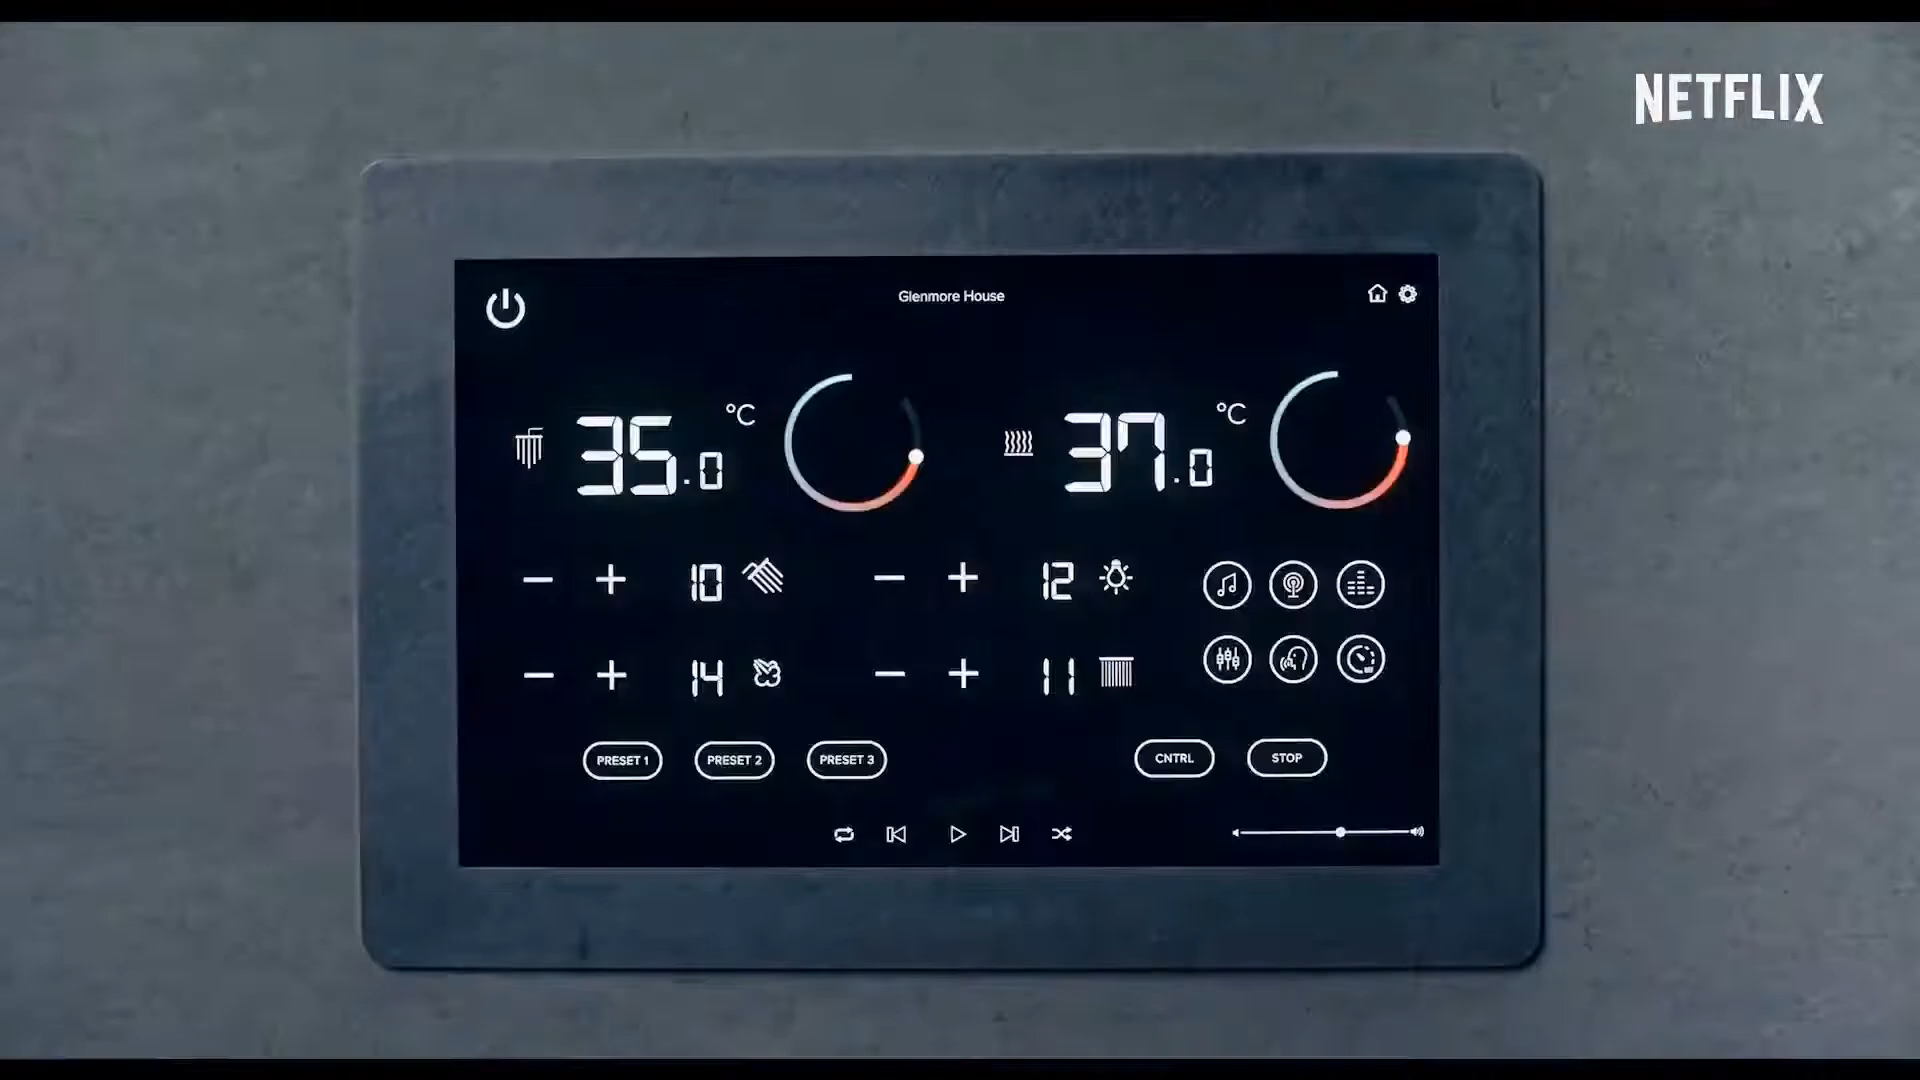 NETFLIX
Glenmore House
35.0 °C
37.0 °C
10
12
14
11
PRESET 1
PRESET 2
PRESET 3
CNTRL
STOP